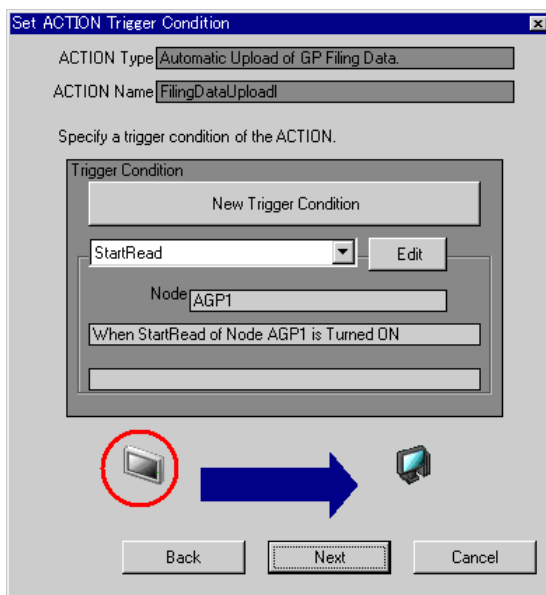 Set ACTION Trigger Condition
ACTION Type Automatic Upload of GP Filing Data.
ACTION Name FilingDataUploadl
Specify a trigger condition of the ACTION.
Trigger Condition
New Trigger Condition
StartRead Edit
Node AGP1
When StartRead of Node AGP1 is Turned ON
Back Next Cancel